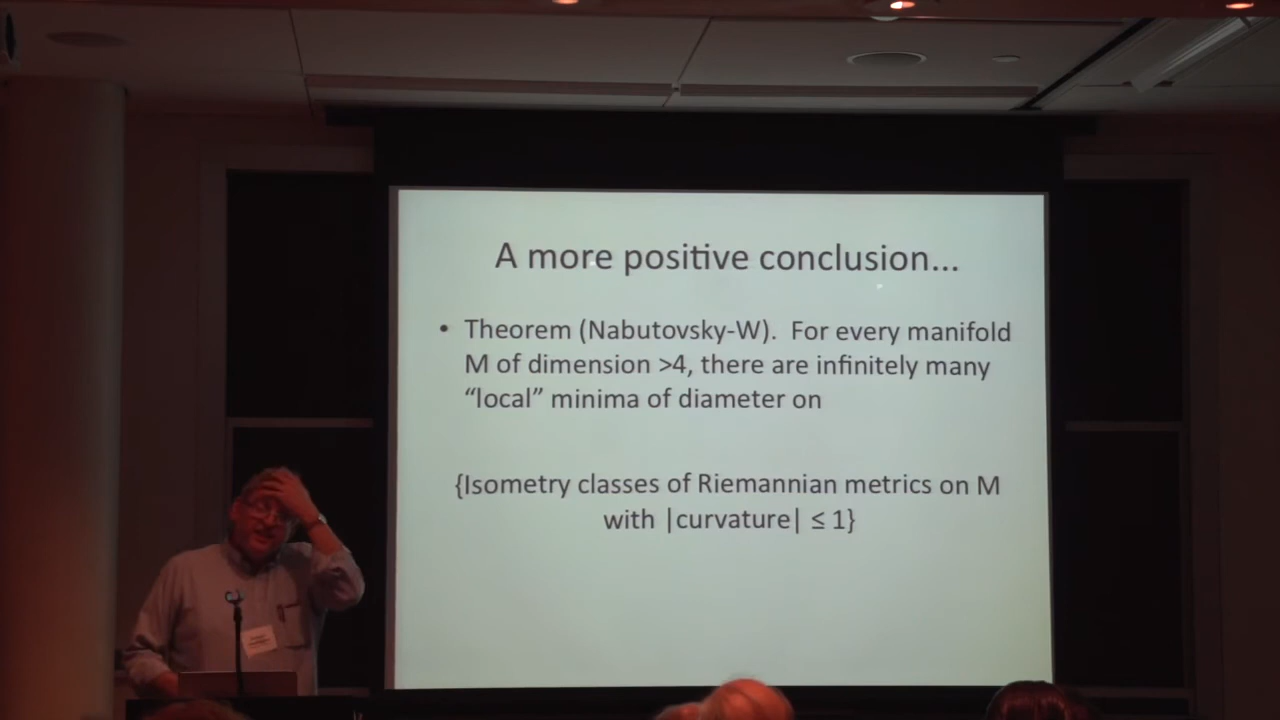 A more positive conclusion...
• Theorem (Nabutovsky-W). For every manifold
M of dimension >4, there are infinitely many
“local” minima of diameter on
{Isometry classes of Riemannian metrics on M
with |curvature| ≤ 1}